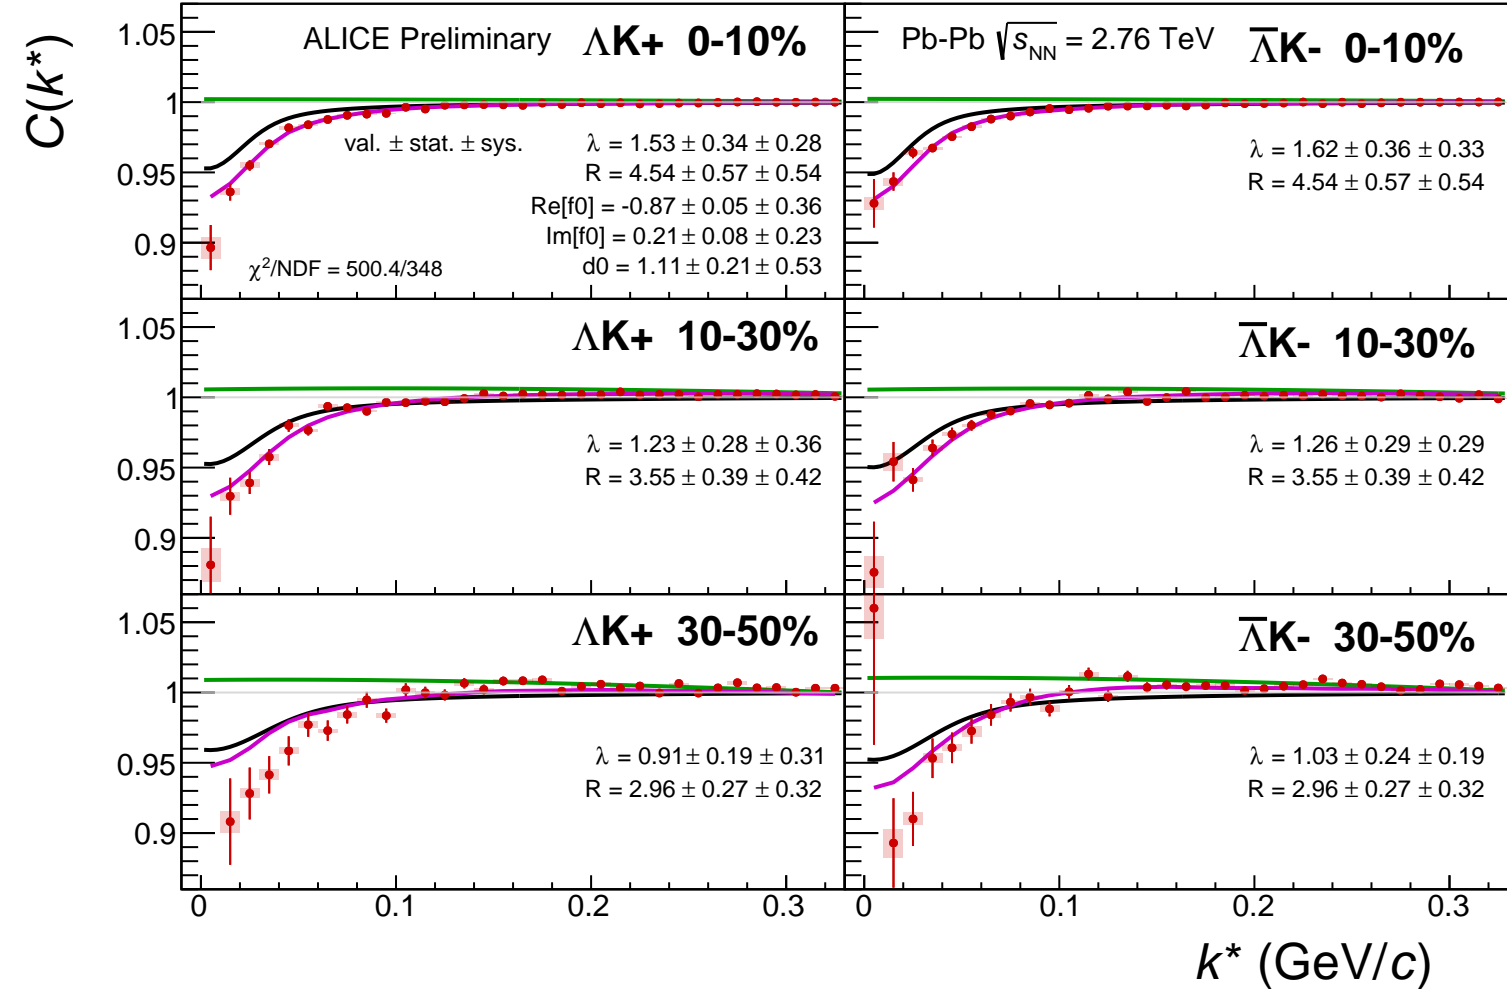 C(k*)
ALICE Preliminary ΛK+ 0-10%
val. ± stat. ± sys.
λ = 1.53 ± 0.34 ± 0.28
R = 4.54 ± 0.57 ± 0.54
Re[f0] = -0.87 ± 0.05 ± 0.36
Im[f0] = 0.21 ± 0.08 ± 0.23
d0 = 1.11 ± 0.21 ± 0.53
χ²/NDF = 500.4/348
1.05
1
0.95
0.9
Pb-Pb √sNN = 2.76 TeV Λ̅K- 0-10%
λ = 1.62 ± 0.36 ± 0.33
R = 4.54 ± 0.57 ± 0.54
ΛK+ 10-30%
λ = 1.23 ± 0.28 ± 0.36
R = 3.55 ± 0.39 ± 0.42
1.05
1
0.95
0.9
Λ̅K- 10-30%
λ = 1.26 ± 0.29 ± 0.29
R = 3.55 ± 0.39 ± 0.42
ΛK+ 30-50%
λ = 0.91 ± 0.19 ± 0.31
R = 2.96 ± 0.27 ± 0.32
1.05
1
0.95
0.9
Λ̅K- 30-50%
λ = 1.03 ± 0.24 ± 0.19
R = 2.96 ± 0.27 ± 0.32
0 0.1 0.2 0.3
0 0.1 0.2 0.3
k* (GeV/c)